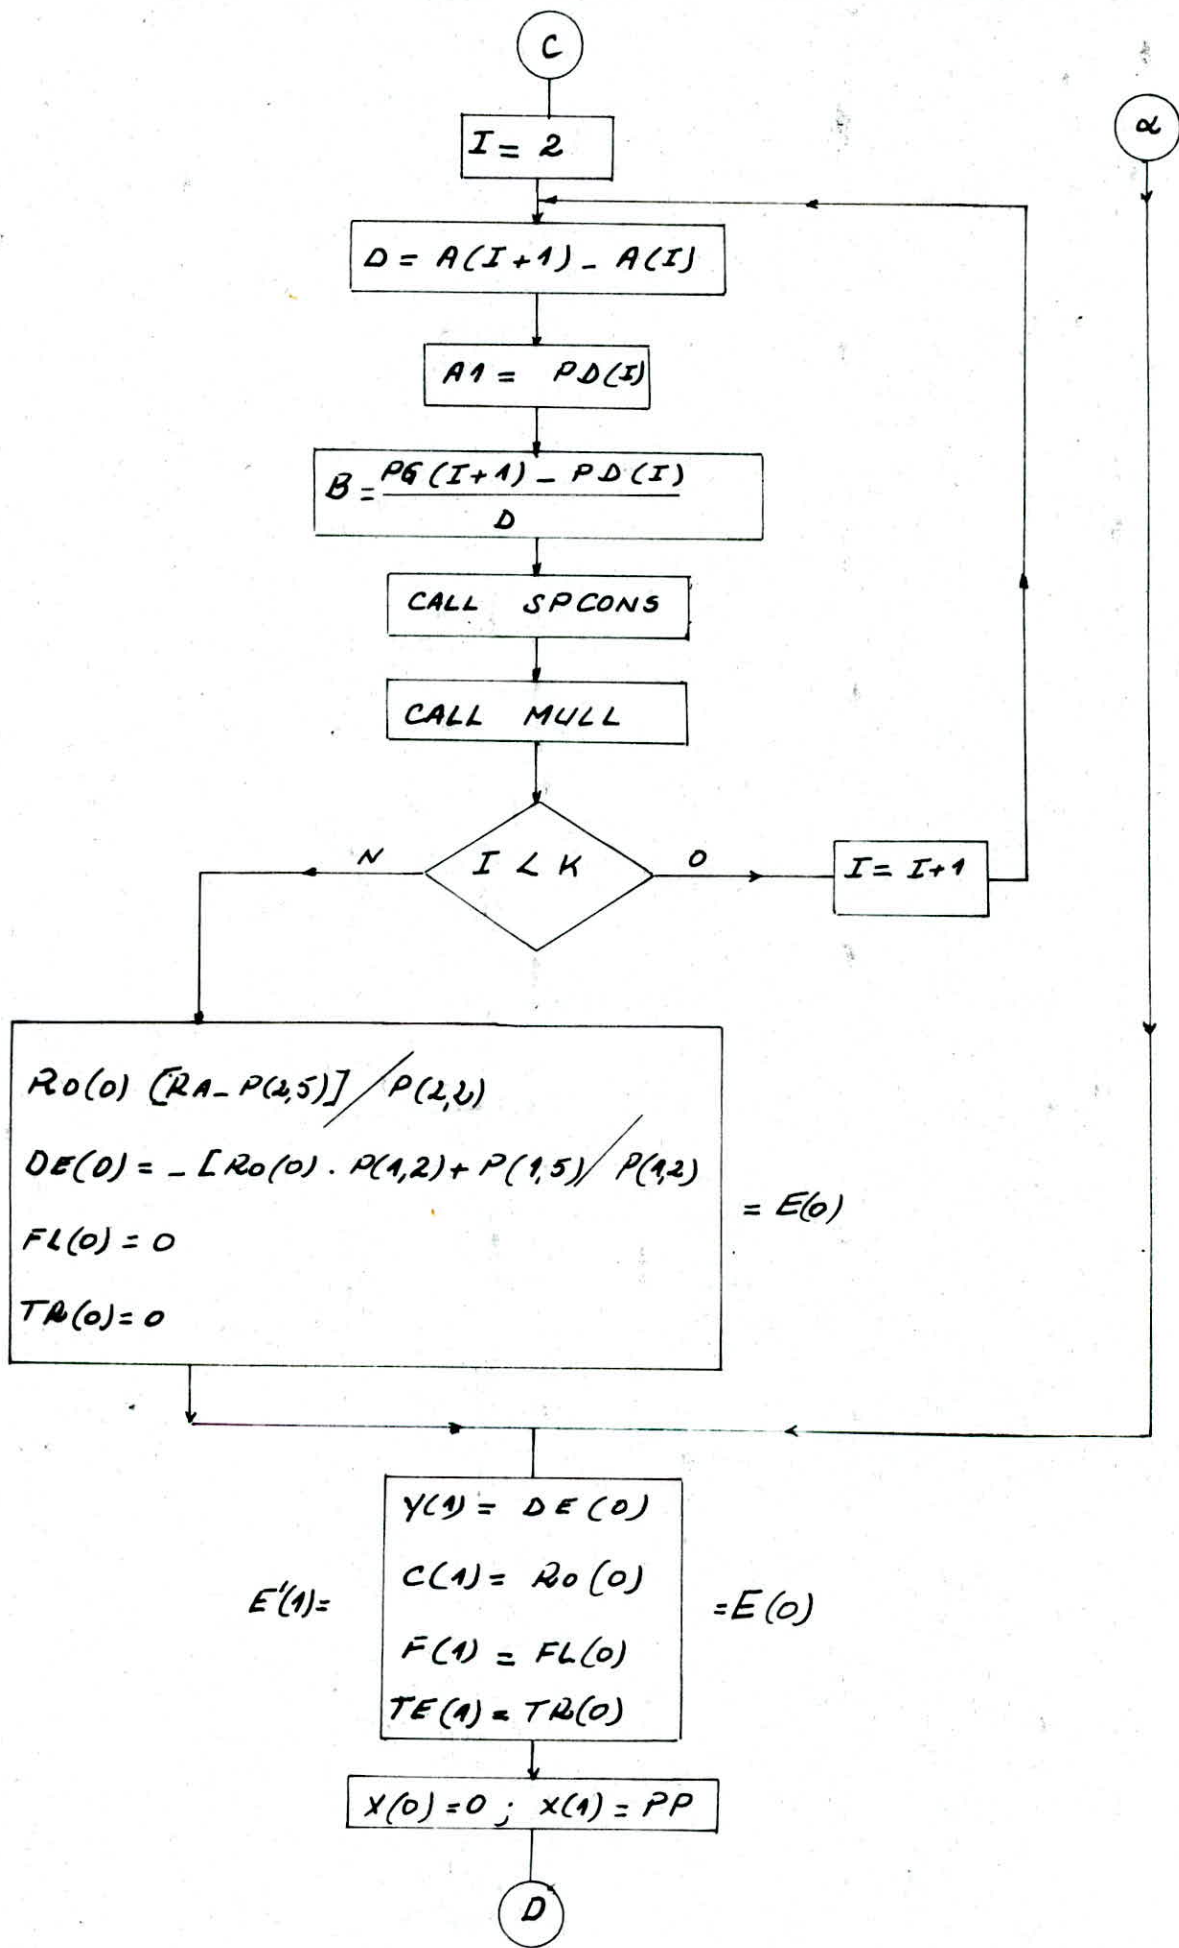 C
α
I = 2
D = A(I+1) - A(I)
A1 = PD(I)
B = PG(I+1) - PD(I)
D
CALL SPCONS
CALL MULL
N
I < K
O
I = I+1
RO(0) [RA - P(2,5)] / P(2,2)
DE(0) = - [RO(0) . P(1,2) + P(1,5) / P(1,2)
= E(0)
FL(0) = 0
TR(0) = 0
Y(1) = DE(0)
C(1) = RO(0)
E'(1) =
= E(0)
F(1) = FL(0)
TE(1) = TR(0)
X(0) = 0 ; X(1) = PP
D